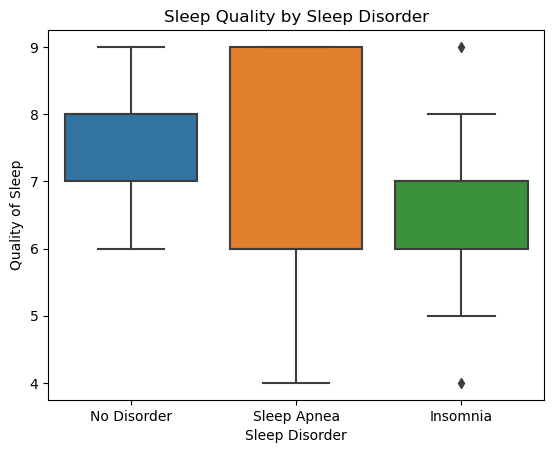 Sleep Quality by Sleep Disorder
Quality of Sleep
9
8
7
6
5
4
No Disorder Sleep Apnea Insomnia
Sleep Disorder